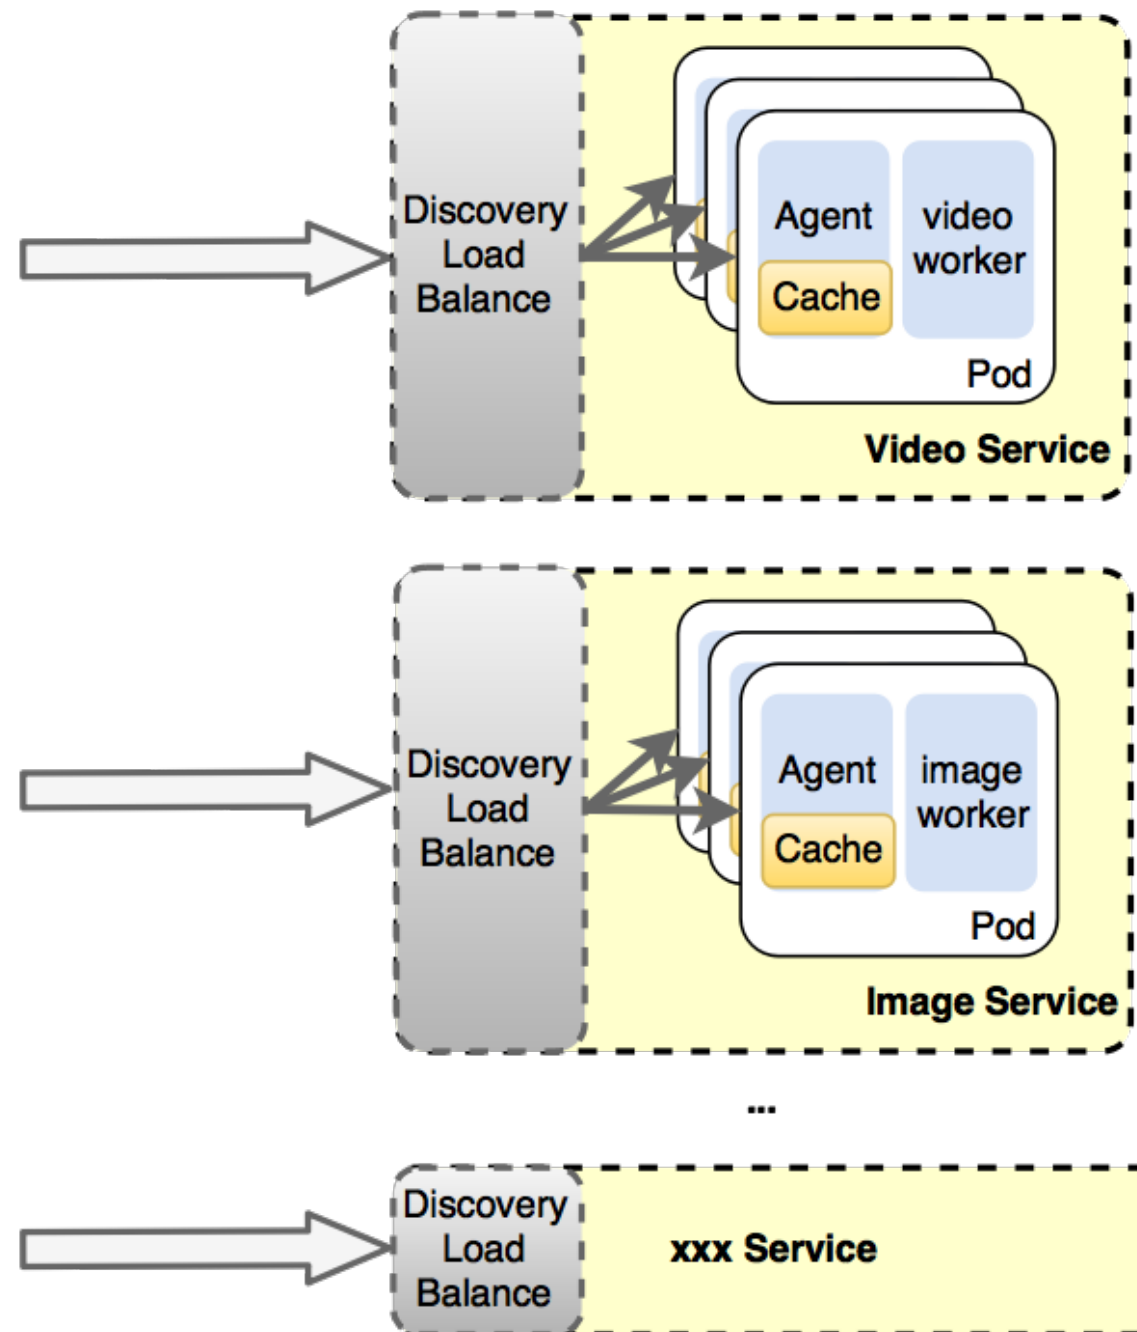 Discovery
Load
Balance
Agent
Cache
video
worker
Pod
Video Service
Discovery
Load
Balance
Agent
Cache
image
worker
Pod
Image Service
...
Discovery
Load
Balance
xxx Service